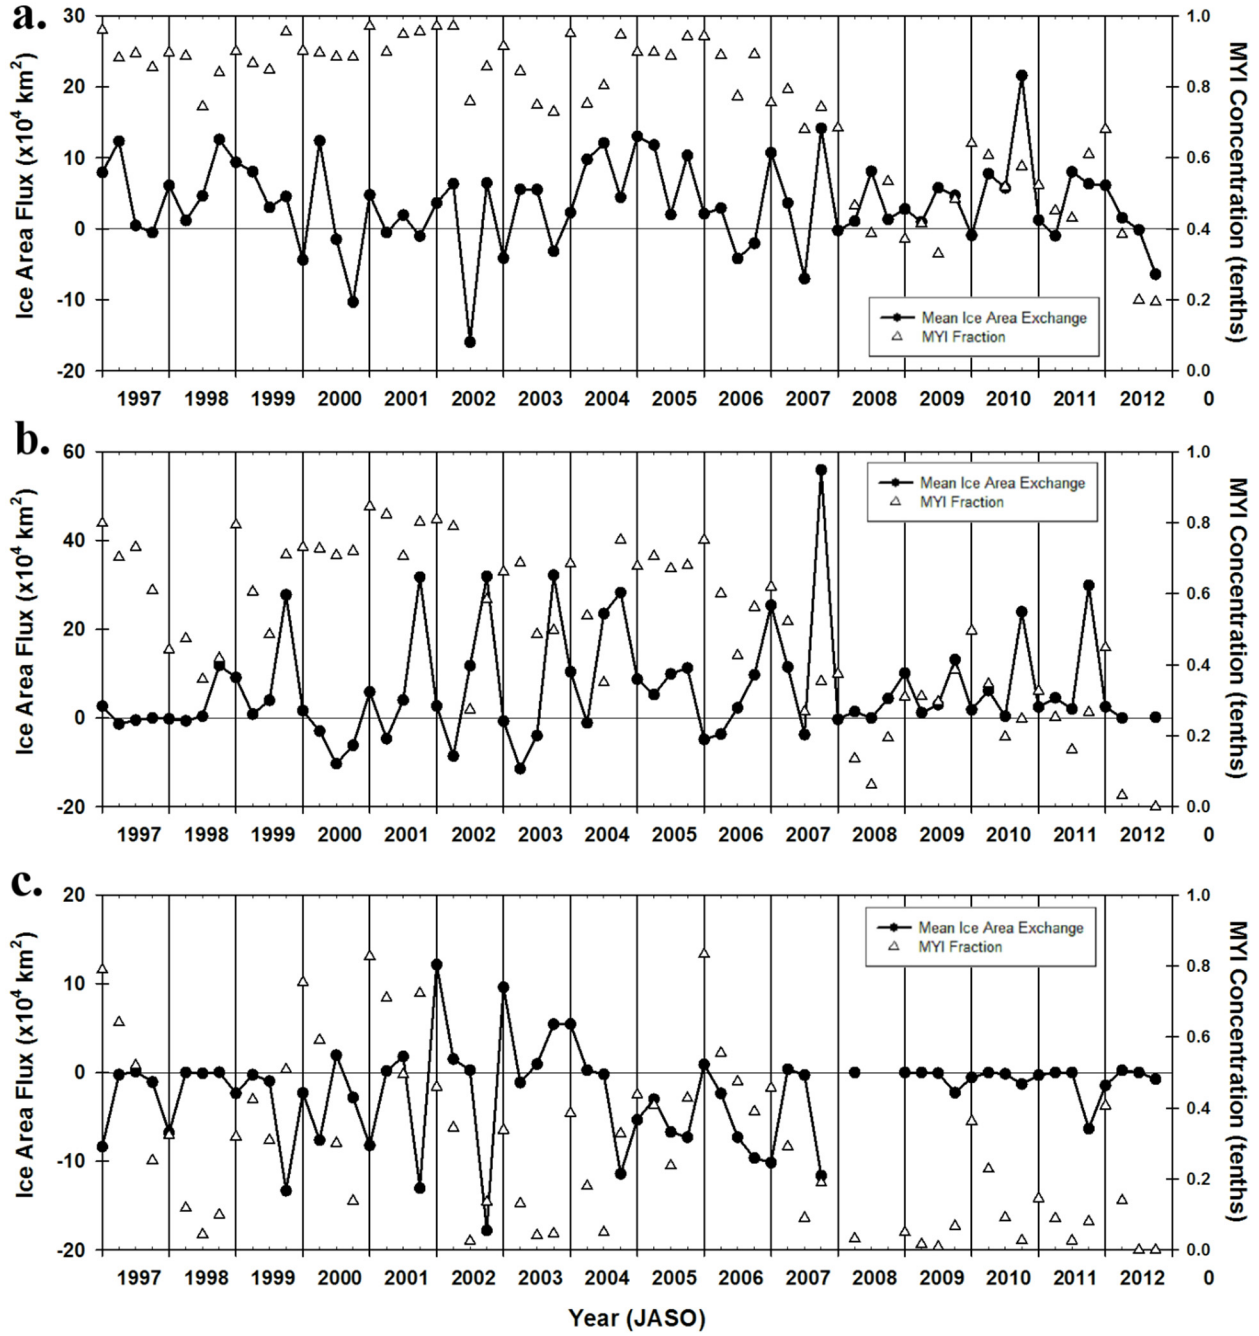 a.
Ice Area Flux (x10⁴ km²)
30
20
10
0
-10
-20
1.0
0.8
0.6
0.4
0.2
0.0
MYI Concentration (tenths)
Mean Ice Area Exchange
MYI Fraction
1997 1998 1999 2000 2001 2002 2003 2004 2005 2006 2007 2008 2009 2010 2011 2012 0
b.
Ice Area Flux (x10⁴ km²)
60
40
20
0
-20
1.0
0.8
0.6
0.4
0.2
0.0
MYI Concentration (tenths)
Mean Ice Area Exchange
MYI Fraction
1997 1998 1999 2000 2001 2002 2003 2004 2005 2006 2007 2008 2009 2010 2011 2012 0
c.
Ice Area Flux (x10⁴ km²)
20
10
0
-10
-20
1.0
0.8
0.6
0.4
0.2
0.0
MYI Concentration (tenths)
Mean Ice Area Exchange
MYI Fraction
1997 1998 1999 2000 2001 2002 2003 2004 2005 2006 2007 2008 2009 2010 2011 2012 0
Year (JASO)